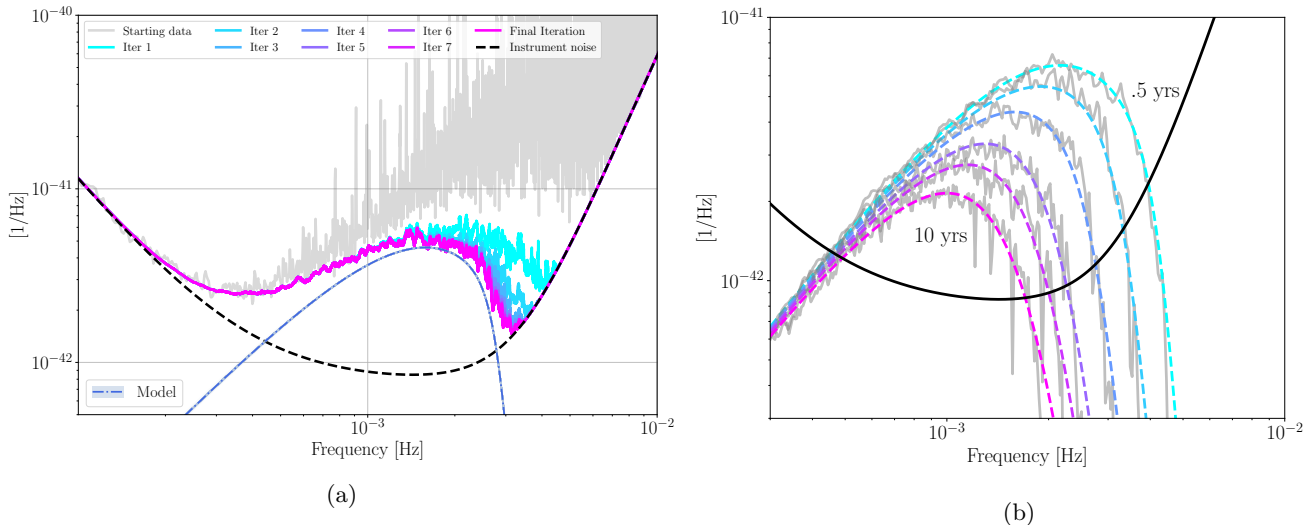 10^{-40}
10^{-41}
10^{-42}
[1/Hz]
Starting data
Iter 1
Iter 2
Iter 3
Iter 4
Iter 5
Iter 6
Iter 7
Final Iteration
Instrument noise
Model
10^{-3}
10^{-2}
Frequency [Hz]
(a)
10^{-41}
10^{-42}
[1/Hz]
.5 yrs
10 yrs
10^{-3}
10^{-2}
Frequency [Hz]
(b)